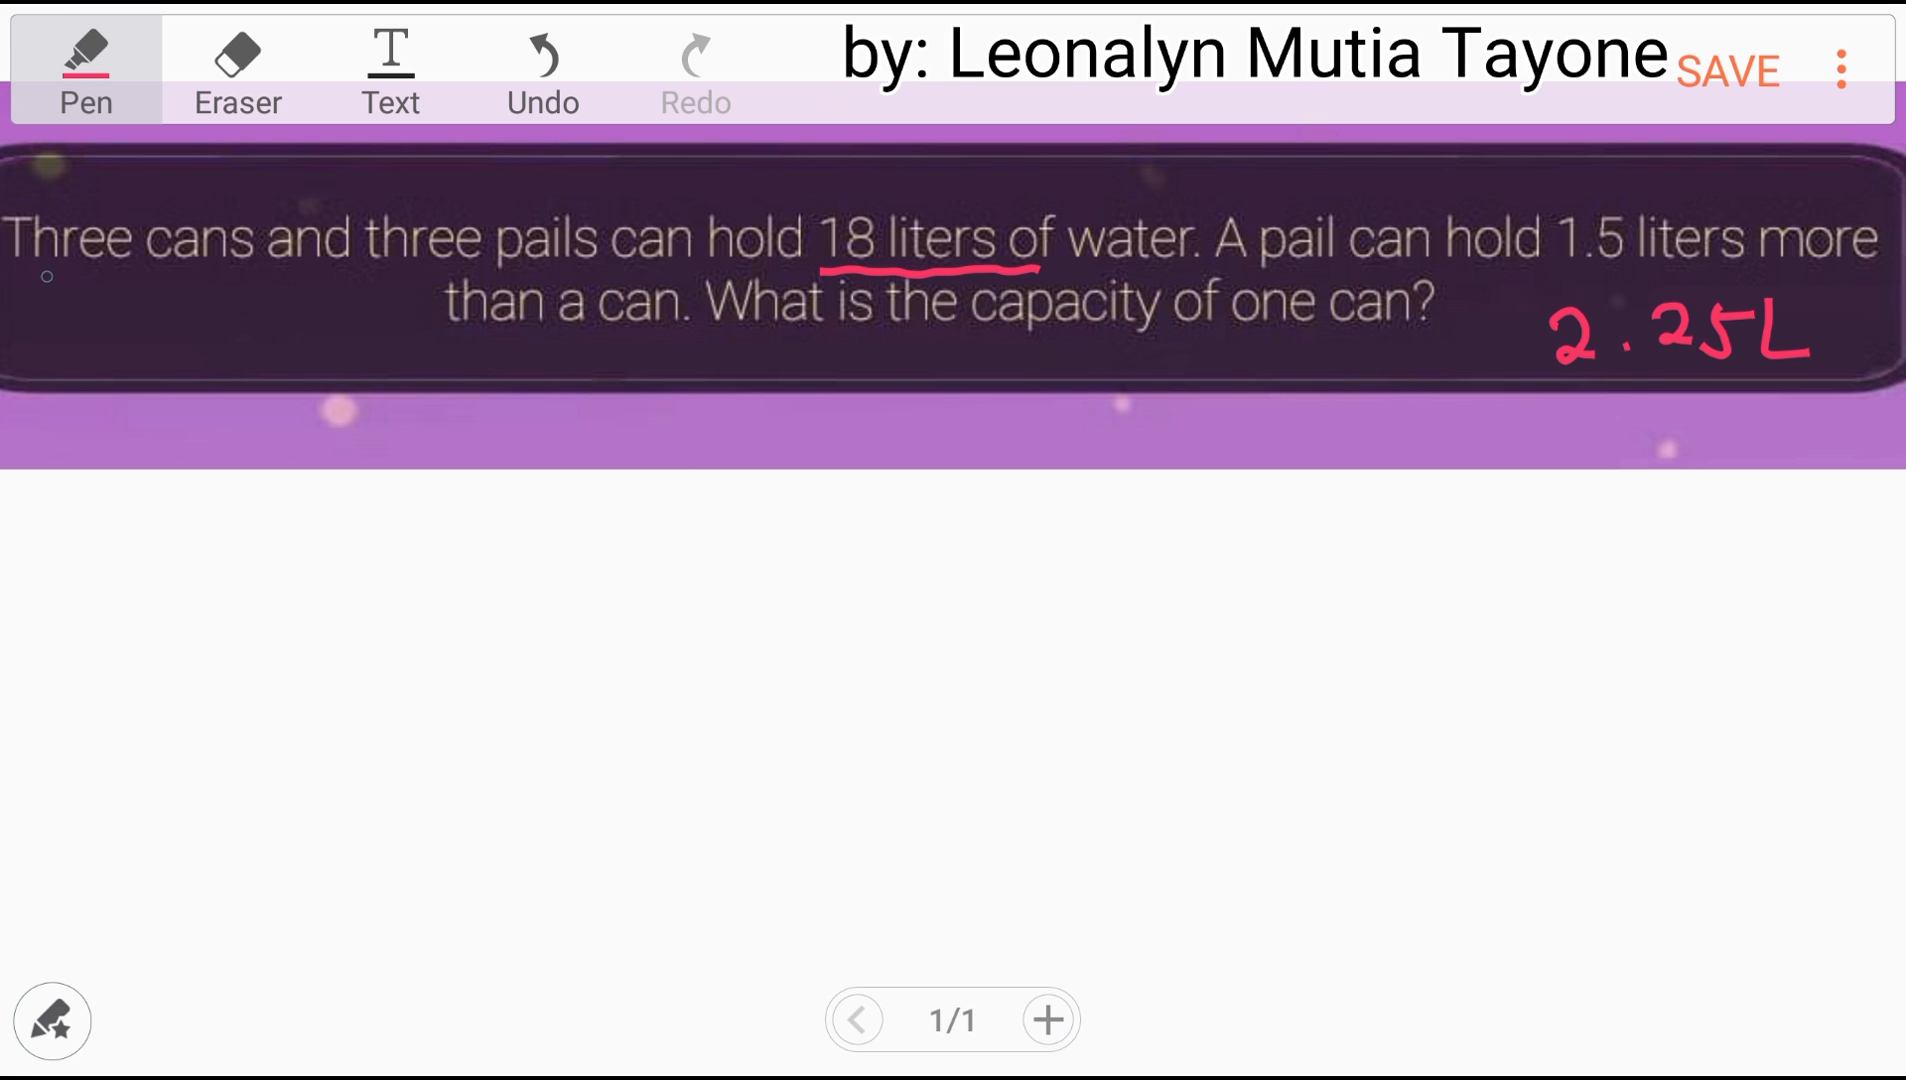 by: Leonalyn Mutia Tayone
SAVE
Pen Eraser Text Undo Redo
Three cans and three pails can hold 18 liters of water. A pail can hold 1.5 liters more
than a can. What is the capacity of one can?
2.25L
1/1